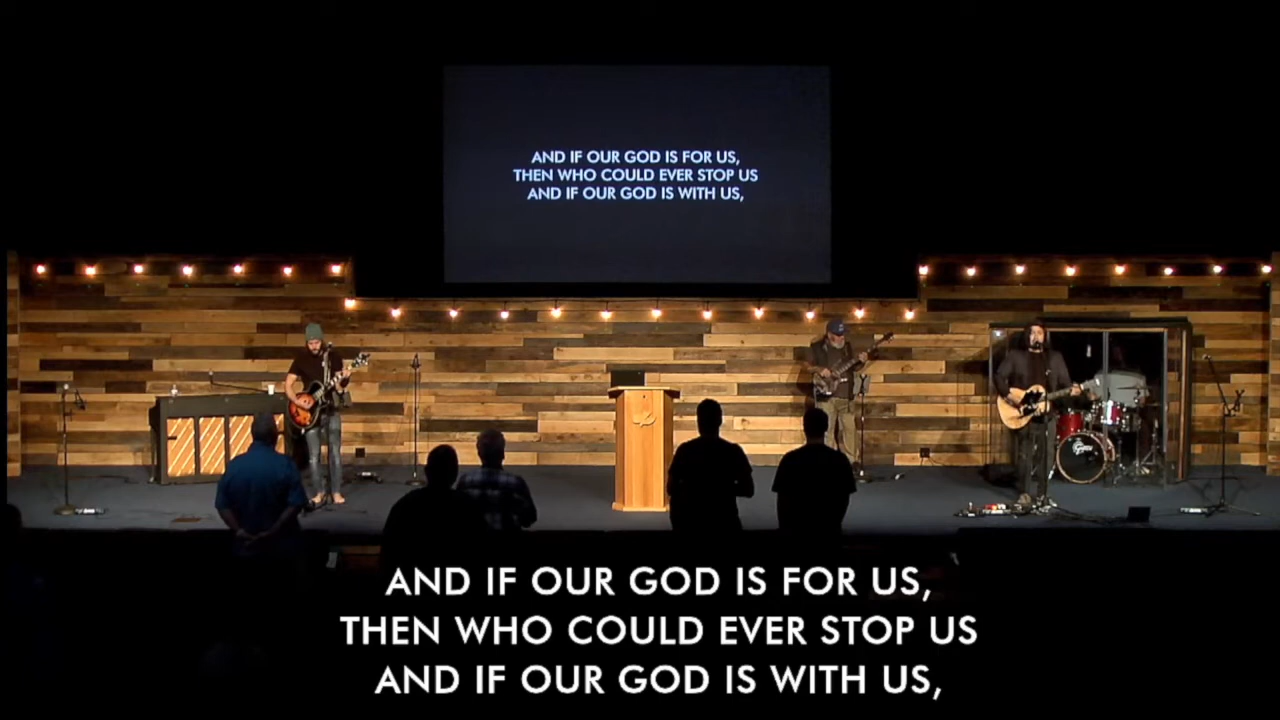 AND IF OUR GOD IS FOR US,
THEN WHO COULD EVER STOP US
AND IF OUR GOD IS WITH US,
AND IF OUR GOD IS FOR US,
THEN WHO COULD EVER STOP US
AND IF OUR GOD IS WITH US,